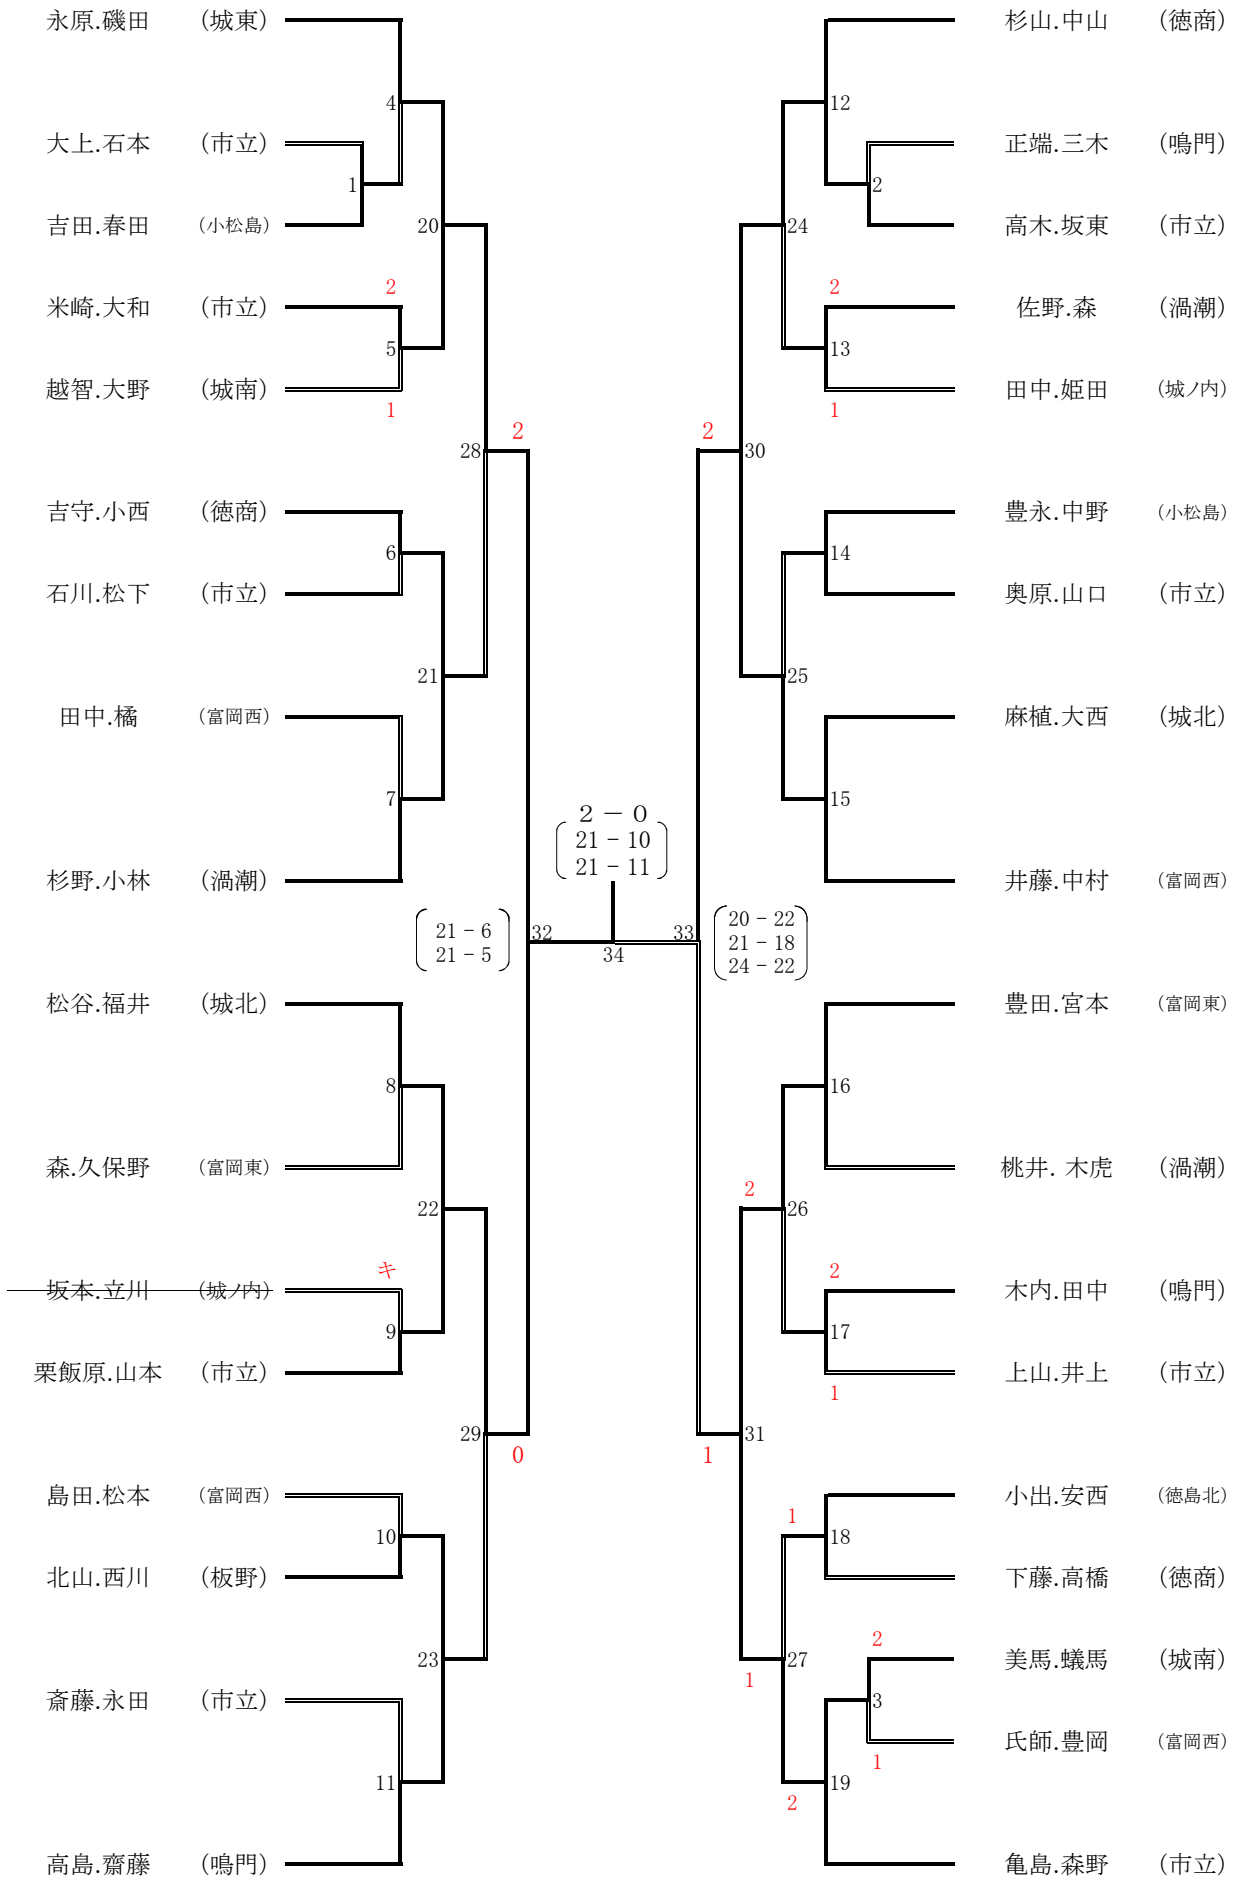 永原.磯田 （城東）
4
大上.石本 （市立）
1
吉田.春田 （小松島）
20
2
米崎.大和 （市立）
5
越智.大野 （城南）
1
28
2
吉守.小西 （徳商）
6
石川.松下 （市立）
21
田中.橘 （富岡西）
7
杉野.小林 （渦潮）
21 − 6
21 − 5
32
松谷.福井 （城北）
8
森.久保野 （富岡東）
22
キ
坂本.立川 （城ノ内）
9
栗飯原.山本 （市立）
29
0
島田.松本 （富岡西）
10
北山.西川 （板野）
23
斎藤.永田 （市立）
11
高島.齋藤 （鳴門）
２ − ０
21 − 10
21 − 11
34
杉山.中山 （徳商）
12
正端.三木 （鳴門）
2
高木.坂東 （市立）
24
2
佐野.森 （渦潮）
13
田中.姫田 （城ノ内）
1
2
30
豊永.中野 （小松島）
14
奥原.山口 （市立）
25
麻植.大西 （城北）
15
井藤.中村 （富岡西）
33
20 − 22
21 − 18
24 − 22
豊田.宮本 （富岡東）
16
桃井. 木虎 （渦潮）
2
26
2
木内.田中 （鳴門）
17
上山.井上 （市立）
1
31
1
小出.安西 （徳島北）
1
18
下藤.高橋 （徳商）
2
美馬.蟻馬 （城南）
27
1
3
氏師.豊岡 （富岡西）
1
19
2
亀島.森野 （市立）